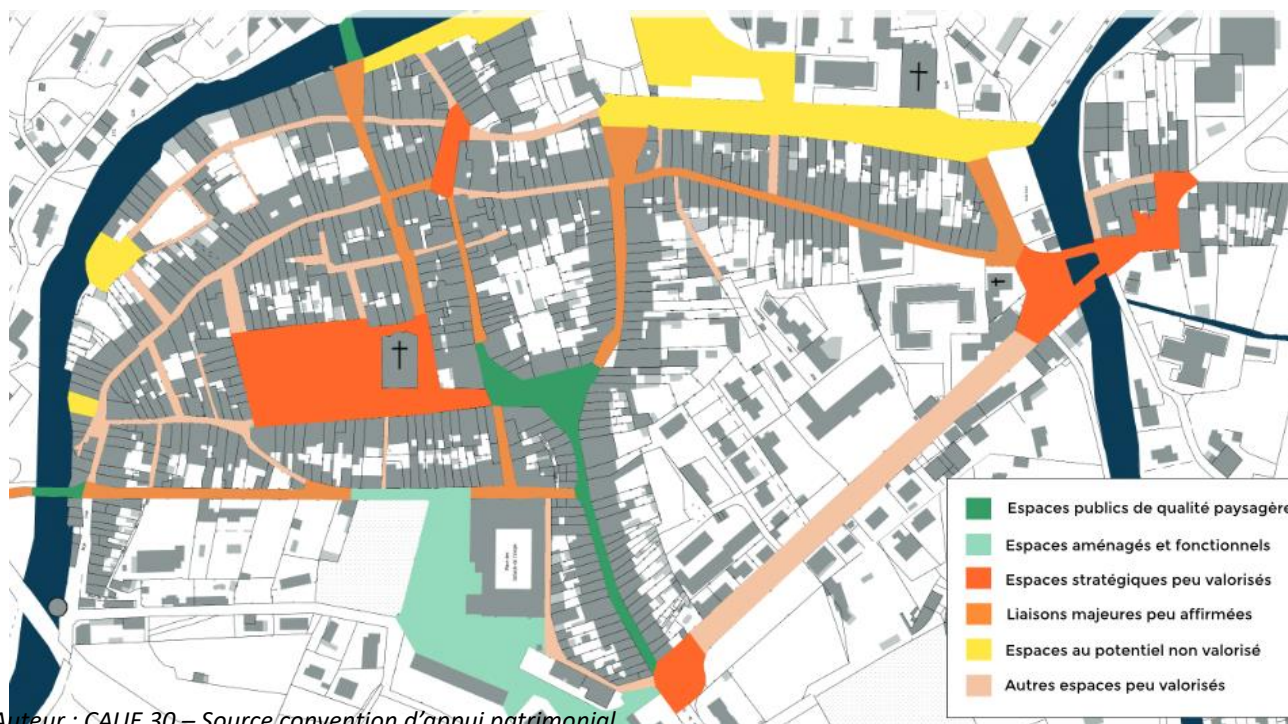 Espaces publics de qualité paysagère
Espaces aménagés et fonctionnels
Espaces stratégiques peu valorisés
Liaisons majeures peu affirmées
Espaces au potentiel non valorisé
Autres espaces peu valorisés
Auteur : CAUE 30 – Source convention d'appui patrimonial